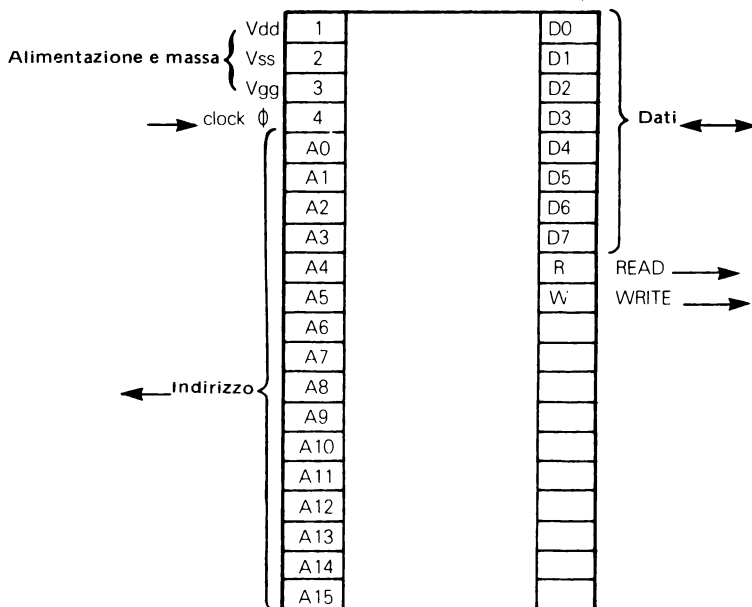 Vdd 1 D0
Alimentazione e massa Vss 2 D1
Vgg 3 D2
clock ϕ 4 D3 Dati
A0 D4
A1 D5
A2 D6
A3 D7
A4 R READ
A5 W WRITE
A6
A7
Indirizzo A8
A9
A10
A11
A12
A13
A14
A15